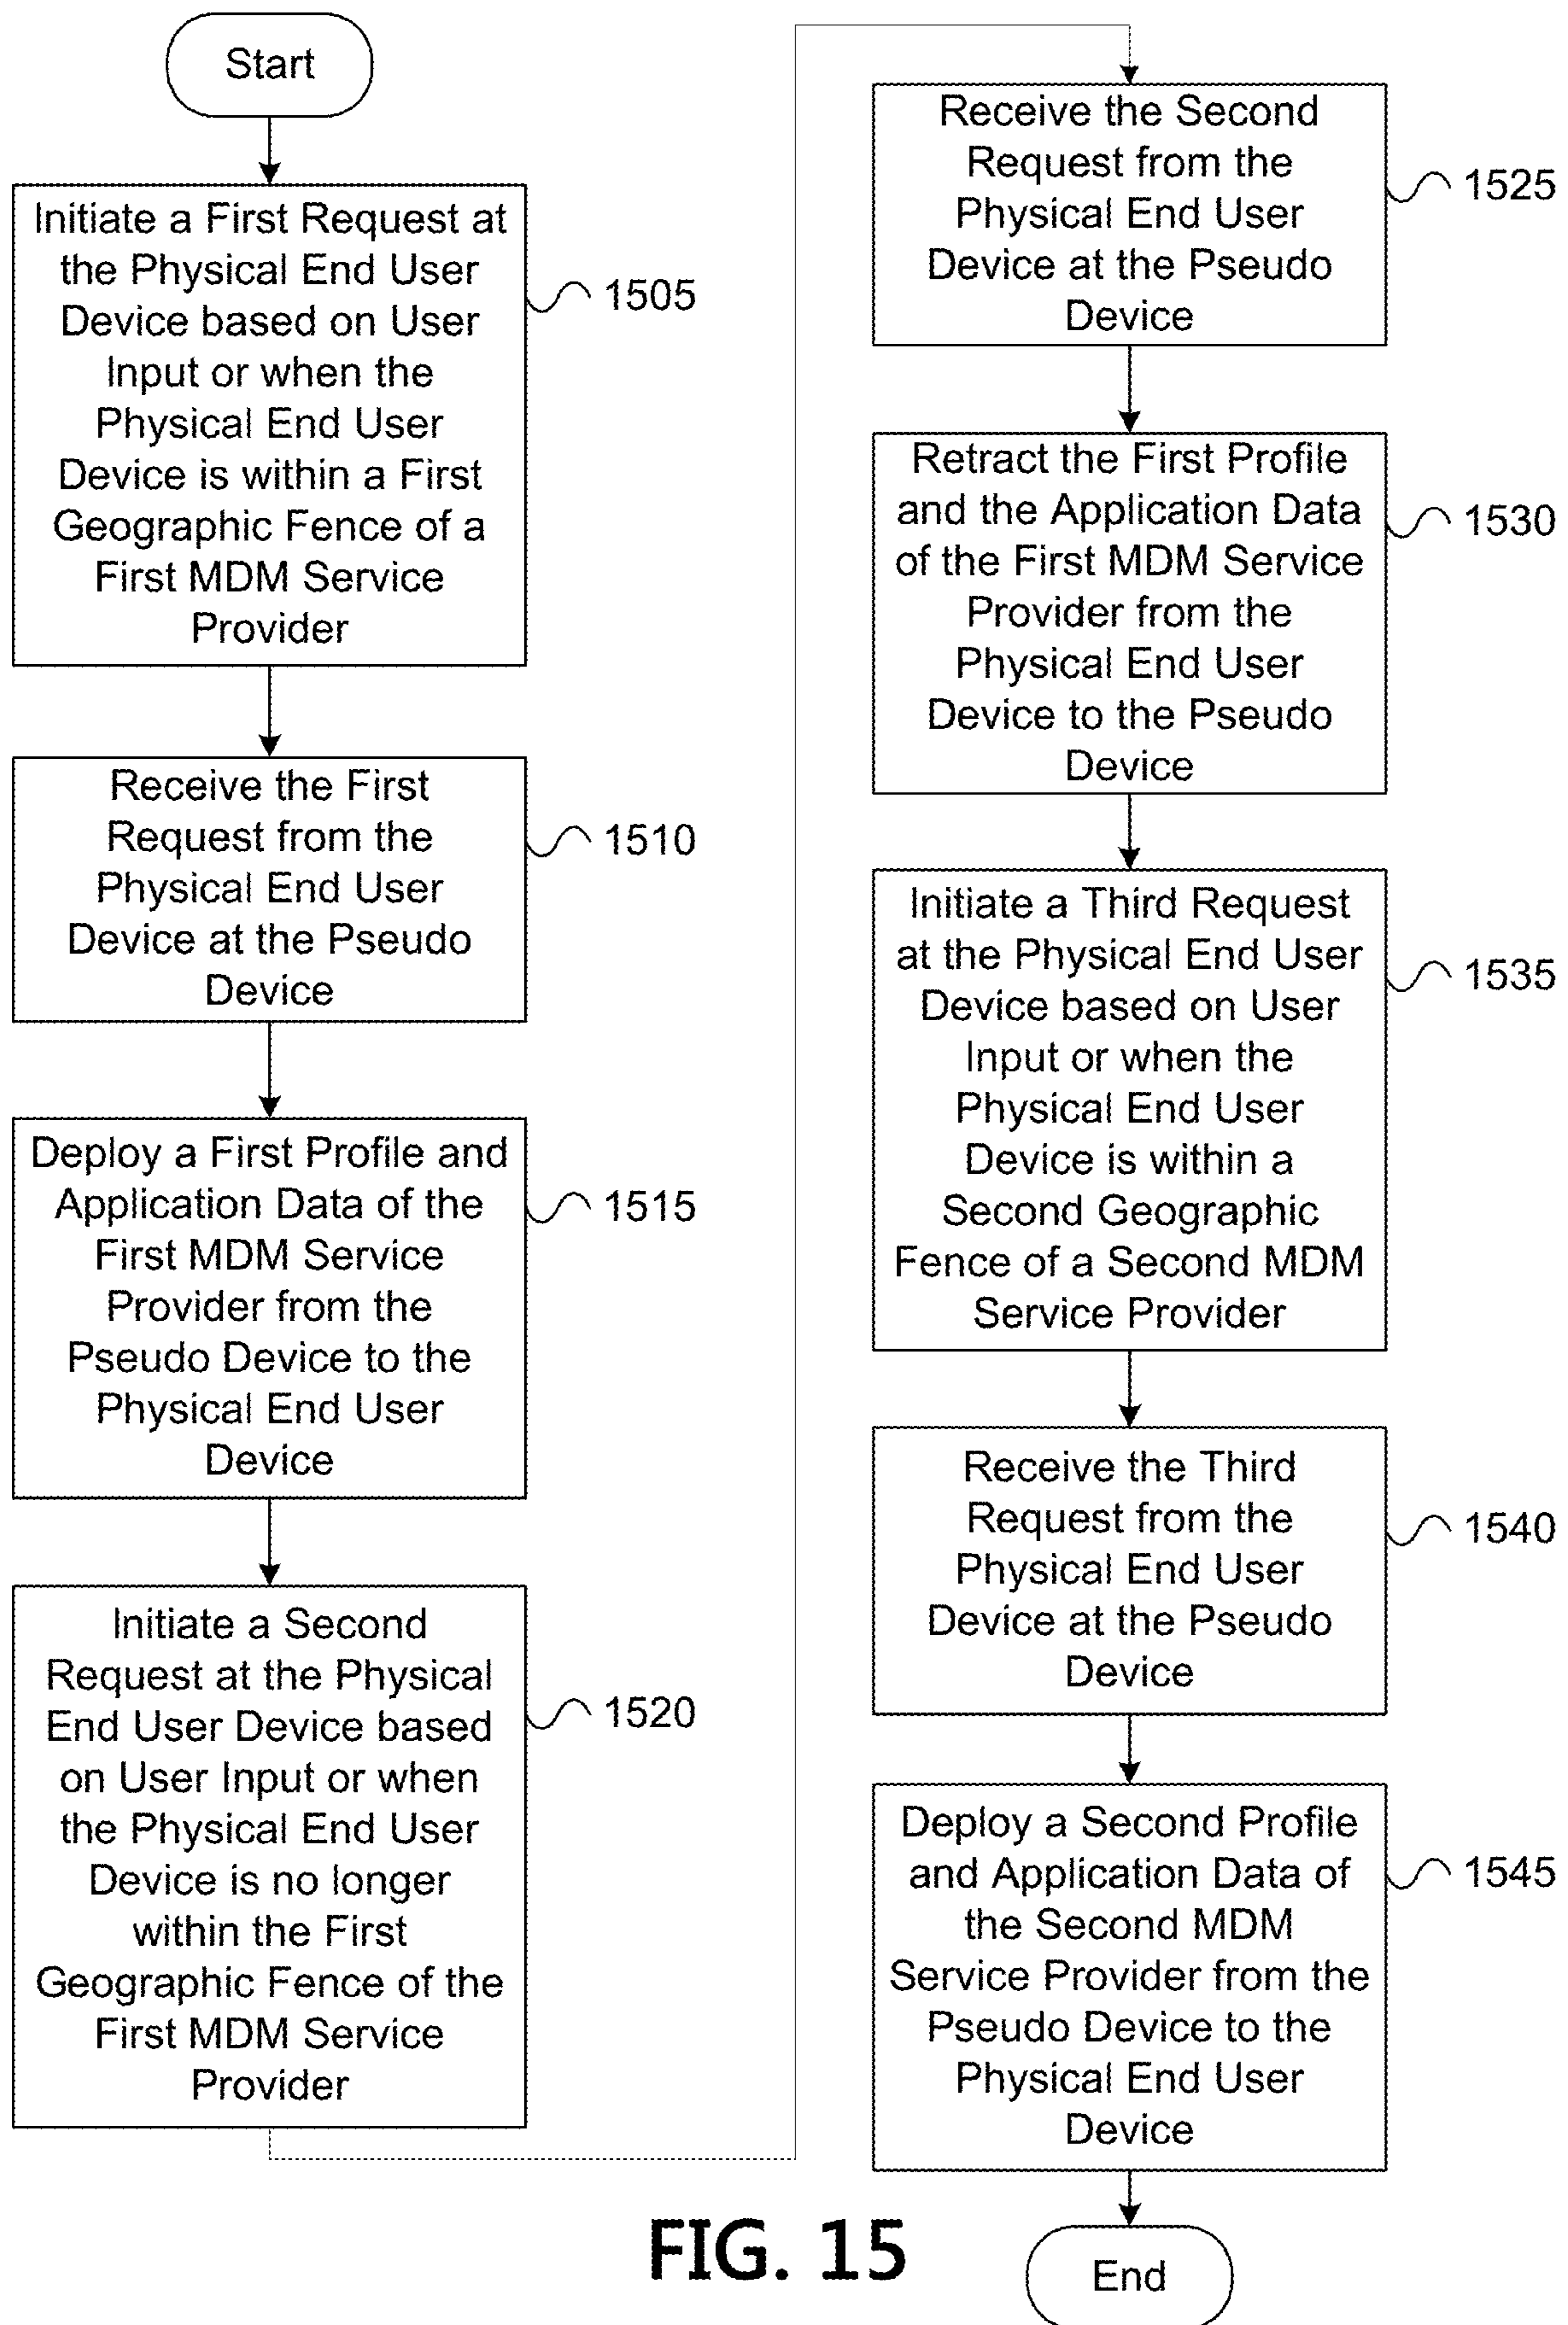 Start
Initiate a First Request at
the Physical End User
Device based on User
Input or when the
Physical End User
Device is within a First
Geographic Fence of a
First MDM Service
Provider
1505
Receive the First
Request from the
Physical End User
Device at the Pseudo
Device
1510
Deploy a First Profile and
Application Data of the
First MDM Service
Provider from the
Pseudo Device to the
Physical End User
Device
1515
Initiate a Second
Request at the Physical
End User Device based
on User Input or when
the Physical End User
Device is no longer
within the First
Geographic Fence of the
First MDM Service
Provider
1520
Receive the Second
Request from the
Physical End User
Device at the Pseudo
Device
1525
Retract the First Profile
and the Application Data
of the First MDM Service
Provider from the
Physical End User
Device to the Pseudo
Device
1530
Initiate a Third Request
at the Physical End User
Device based on User
Input or when the
Physical End User
Device is within a
Second Geographic
Fence of a Second MDM
Service Provider
1535
Receive the Third
Request from the
Physical End User
Device at the Pseudo
Device
1540
Deploy a Second Profile
and Application Data of
the Second MDM
Service Provider from the
Pseudo Device to the
Physical End User
Device
1545
End
FIG. 15